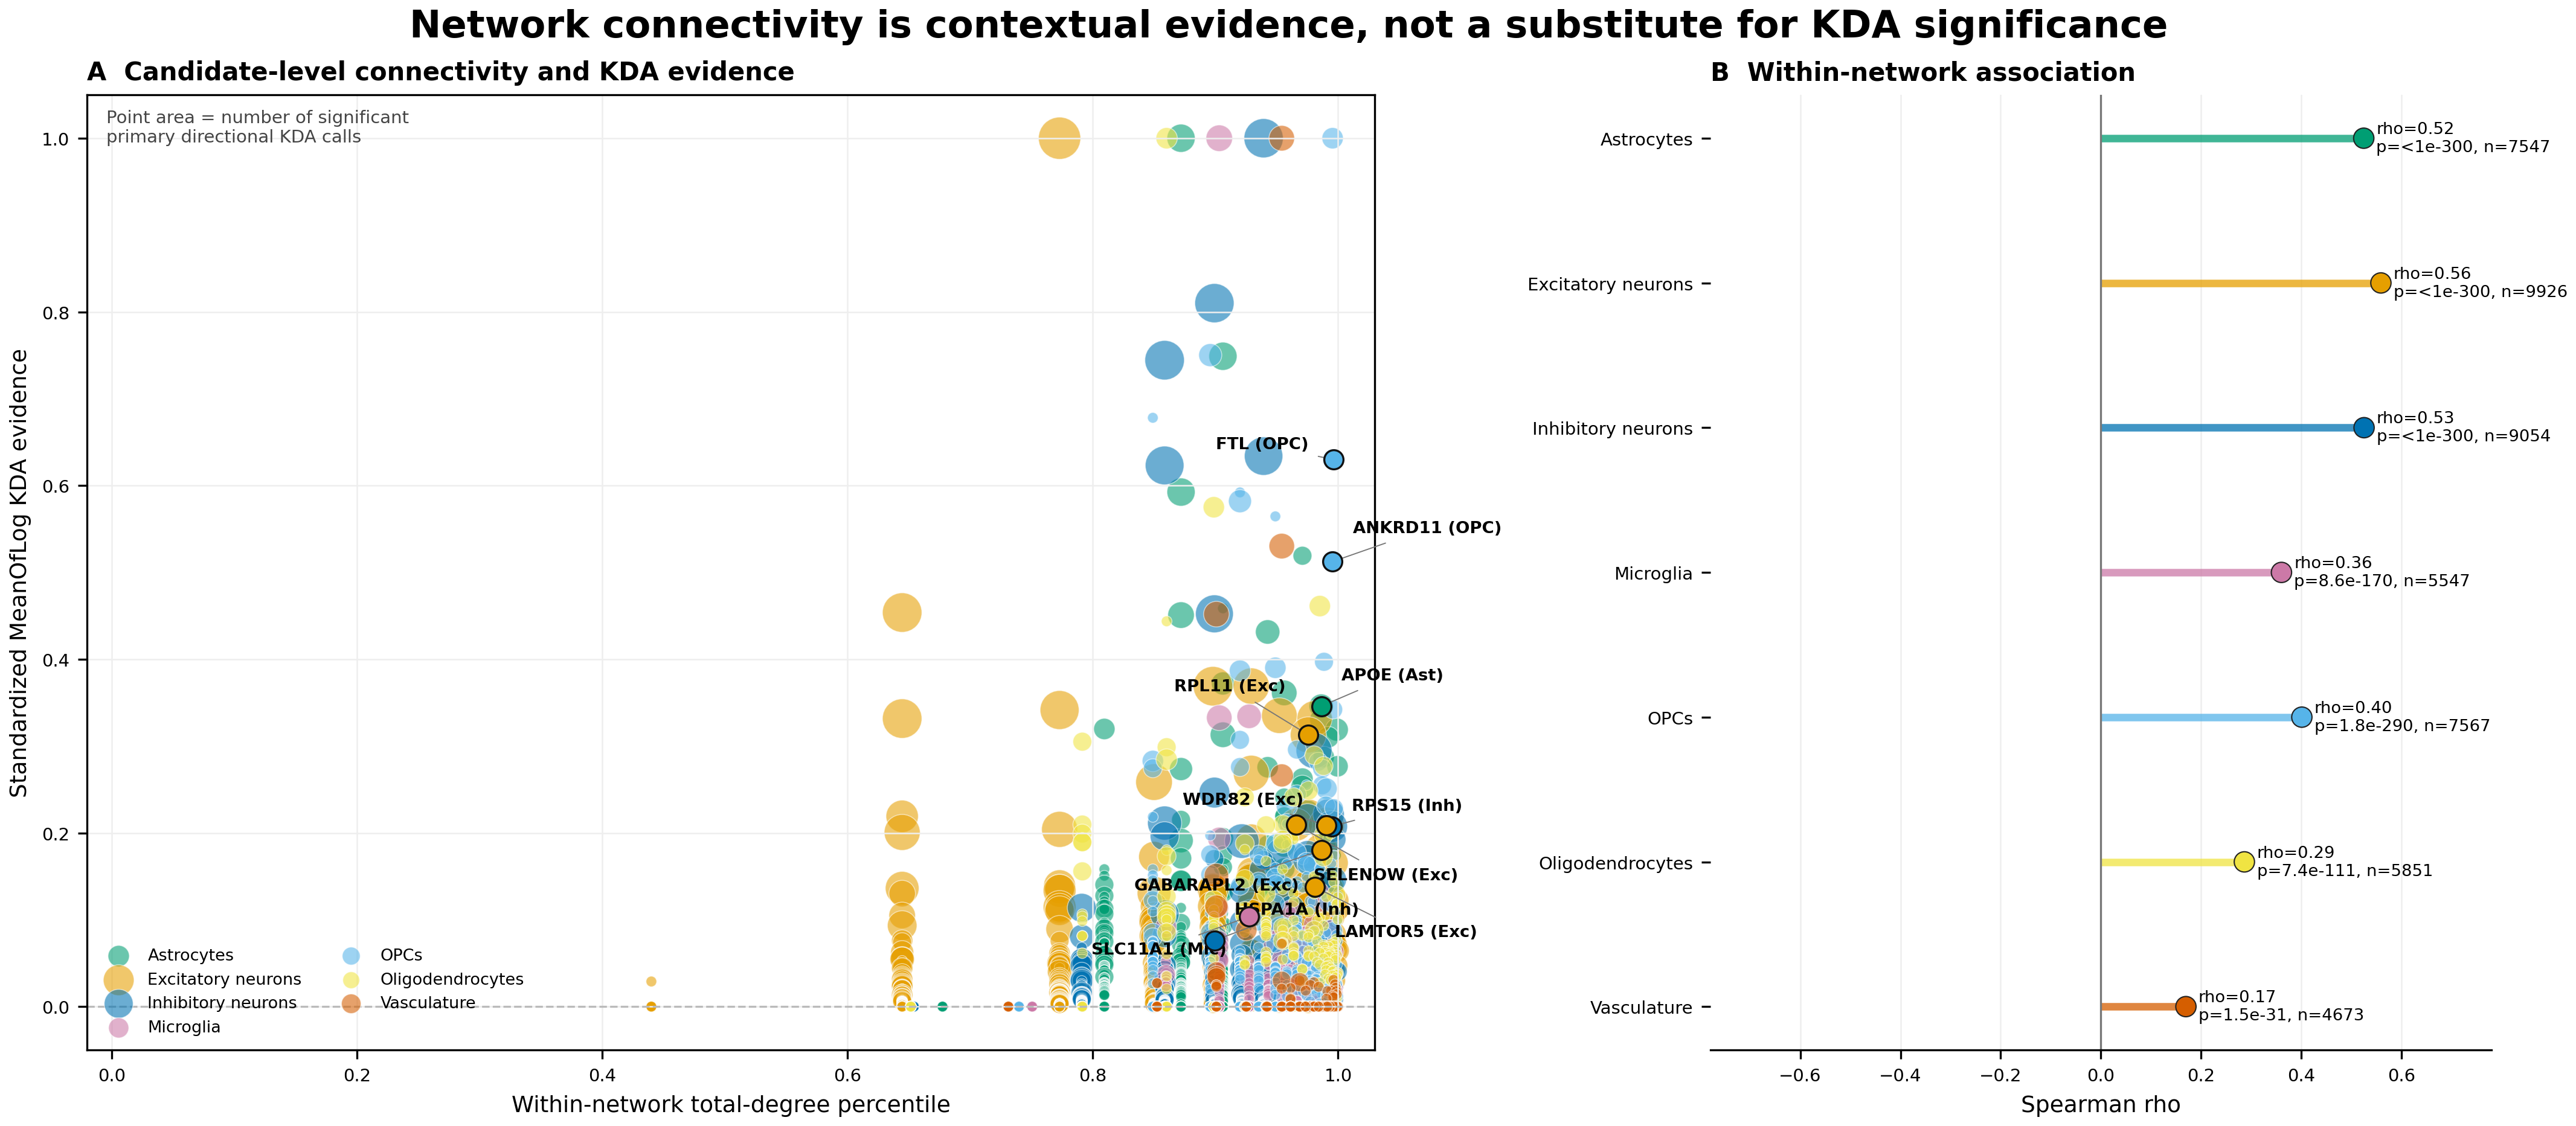 Network connectivity is contextual evidence, not a substitute for KDA significance
A Candidate-level connectivity and KDA evidence
Point area = number of significant
primary directional KDA calls
Standardized MeanOfLog KDA evidence
1.0
0.8
0.6
0.4
0.2
0.0
FTL (OPC)
ANKRD11 (OPC)
APOE (Ast)
RPL11 (Exc)
WDR82 (Exc)
RPS15 (Inh)
SELENOW (Exc)
GABARAPL2 (Exc)
HSPA1A (Inh)
LAMTOR5 (Exc)
SLC11A1 (Mic)
Astrocytes
Excitatory neurons
Inhibitory neurons
Microglia
OPCs
Oligodendrocytes
Vasculature
0.0 0.2 0.4 0.6 0.8 1.0
Within-network total-degree percentile
B Within-network association
Astrocytes
rho=0.52
p=<1e-300, n=7547
Excitatory neurons
rho=0.56
p=<1e-300, n=9926
Inhibitory neurons
rho=0.53
p=<1e-300, n=9054
Microglia
rho=0.36
p=8.6e-170, n=5547
OPCs
rho=0.40
p=1.8e-290, n=7567
Oligodendrocytes
rho=0.29
p=7.4e-111, n=5851
Vasculature
rho=0.17
p=1.5e-31, n=4673
−0.6 −0.4 −0.2 0.0 0.2 0.4 0.6
Spearman rho